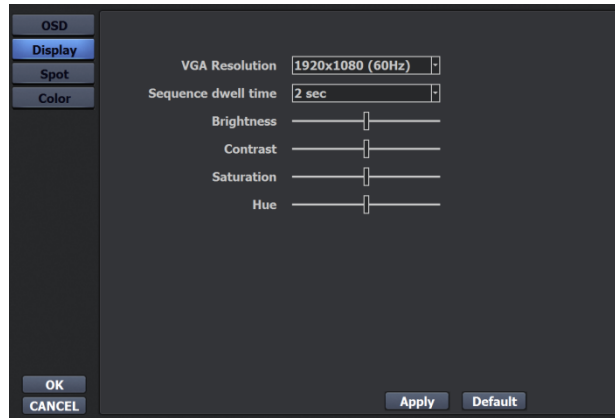 OSD
Display
Spot
Color
VGA Resolution 1920x1080 (60Hz)
Sequence dwell time 2 sec
Brightness
Contrast
Saturation
Hue
OK
CANCEL
Apply Default